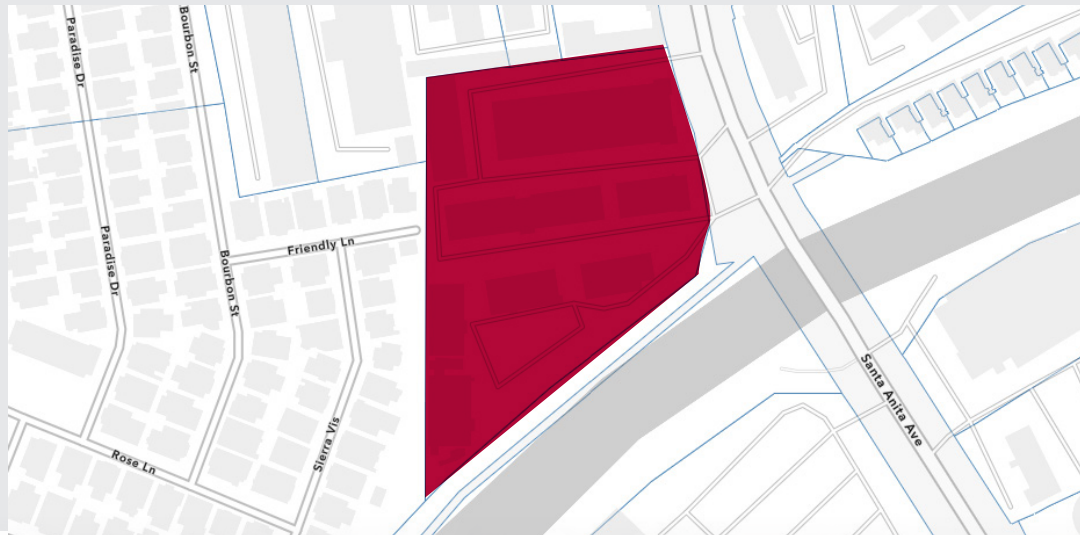 Paradise Dr
Bourbon St
Friendly Ln
Paradise Dr
Bourbon St
Santa Anita Ave
Sierra Vis
Rose Ln